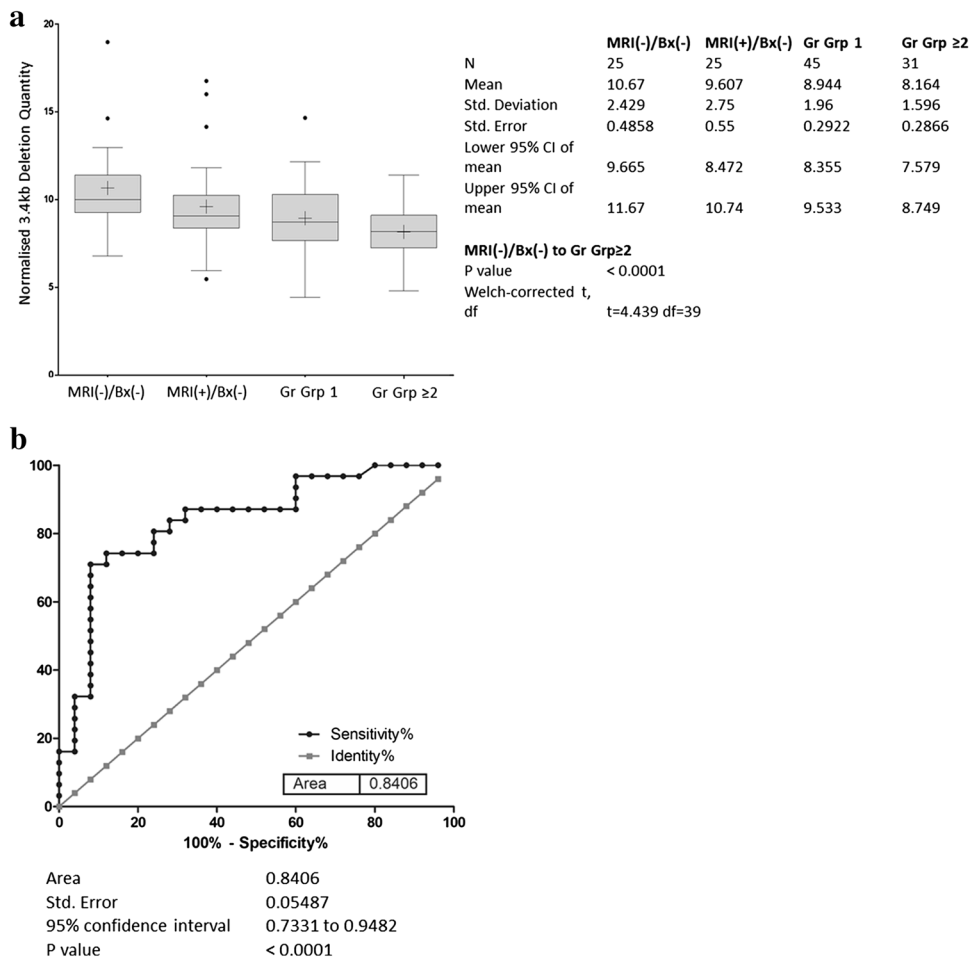 a
Normalised 3.4kb Deletion Quantity
20
15
10
5
0
MRI(-)/Bx(-) MRI(+)/Bx(-) Gr Grp 1 Gr Grp ≥2
MRI(-)/Bx(-) MRI(+)/Bx(-) Gr Grp 1 Gr Grp ≥2
N 25 25 45 31
Mean 10.67 9.607 8.944 8.164
Std. Deviation 2.429 2.75 1.96 1.596
Std. Error 0.4858 0.55 0.2922 0.2866
Lower 95% CI of
mean 9.665 8.472 8.355 7.579
Upper 95% CI of
mean 11.67 10.74 9.533 8.749
MRI(-)/Bx(-) to Gr Grp≥2
P value < 0.0001
Welch-corrected t,
df t=4.439 df=39
b
100
80
60
40
20
0
0 20 40 60 80 100
100% - Specificity%
Sensitivity%
Identity%
Area 0.8406
Area 0.8406
Std. Error 0.05487
95% confidence interval 0.7331 to 0.9482
P value < 0.0001